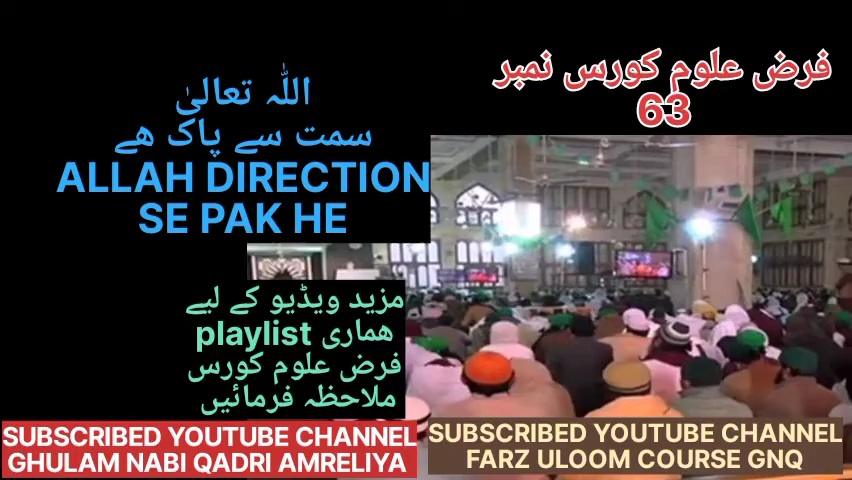 فرض علوم کورس نمبر
63
اللہ تعالیٰ
سمت سے پاک ھے
ALLAH DIRECTION
SE PAK HE
مزید ویڈیو کے لیے
ھماری playlist
فرض علوم کورس
ملاحظہ فرمائیں
SUBSCRIBED YOUTUBE CHANNEL
GHULAM NABI QADRI AMRELIYA
SUBSCRIBED YOUTUBE CHANNEL
FARZ ULOOM COURSE GNQ